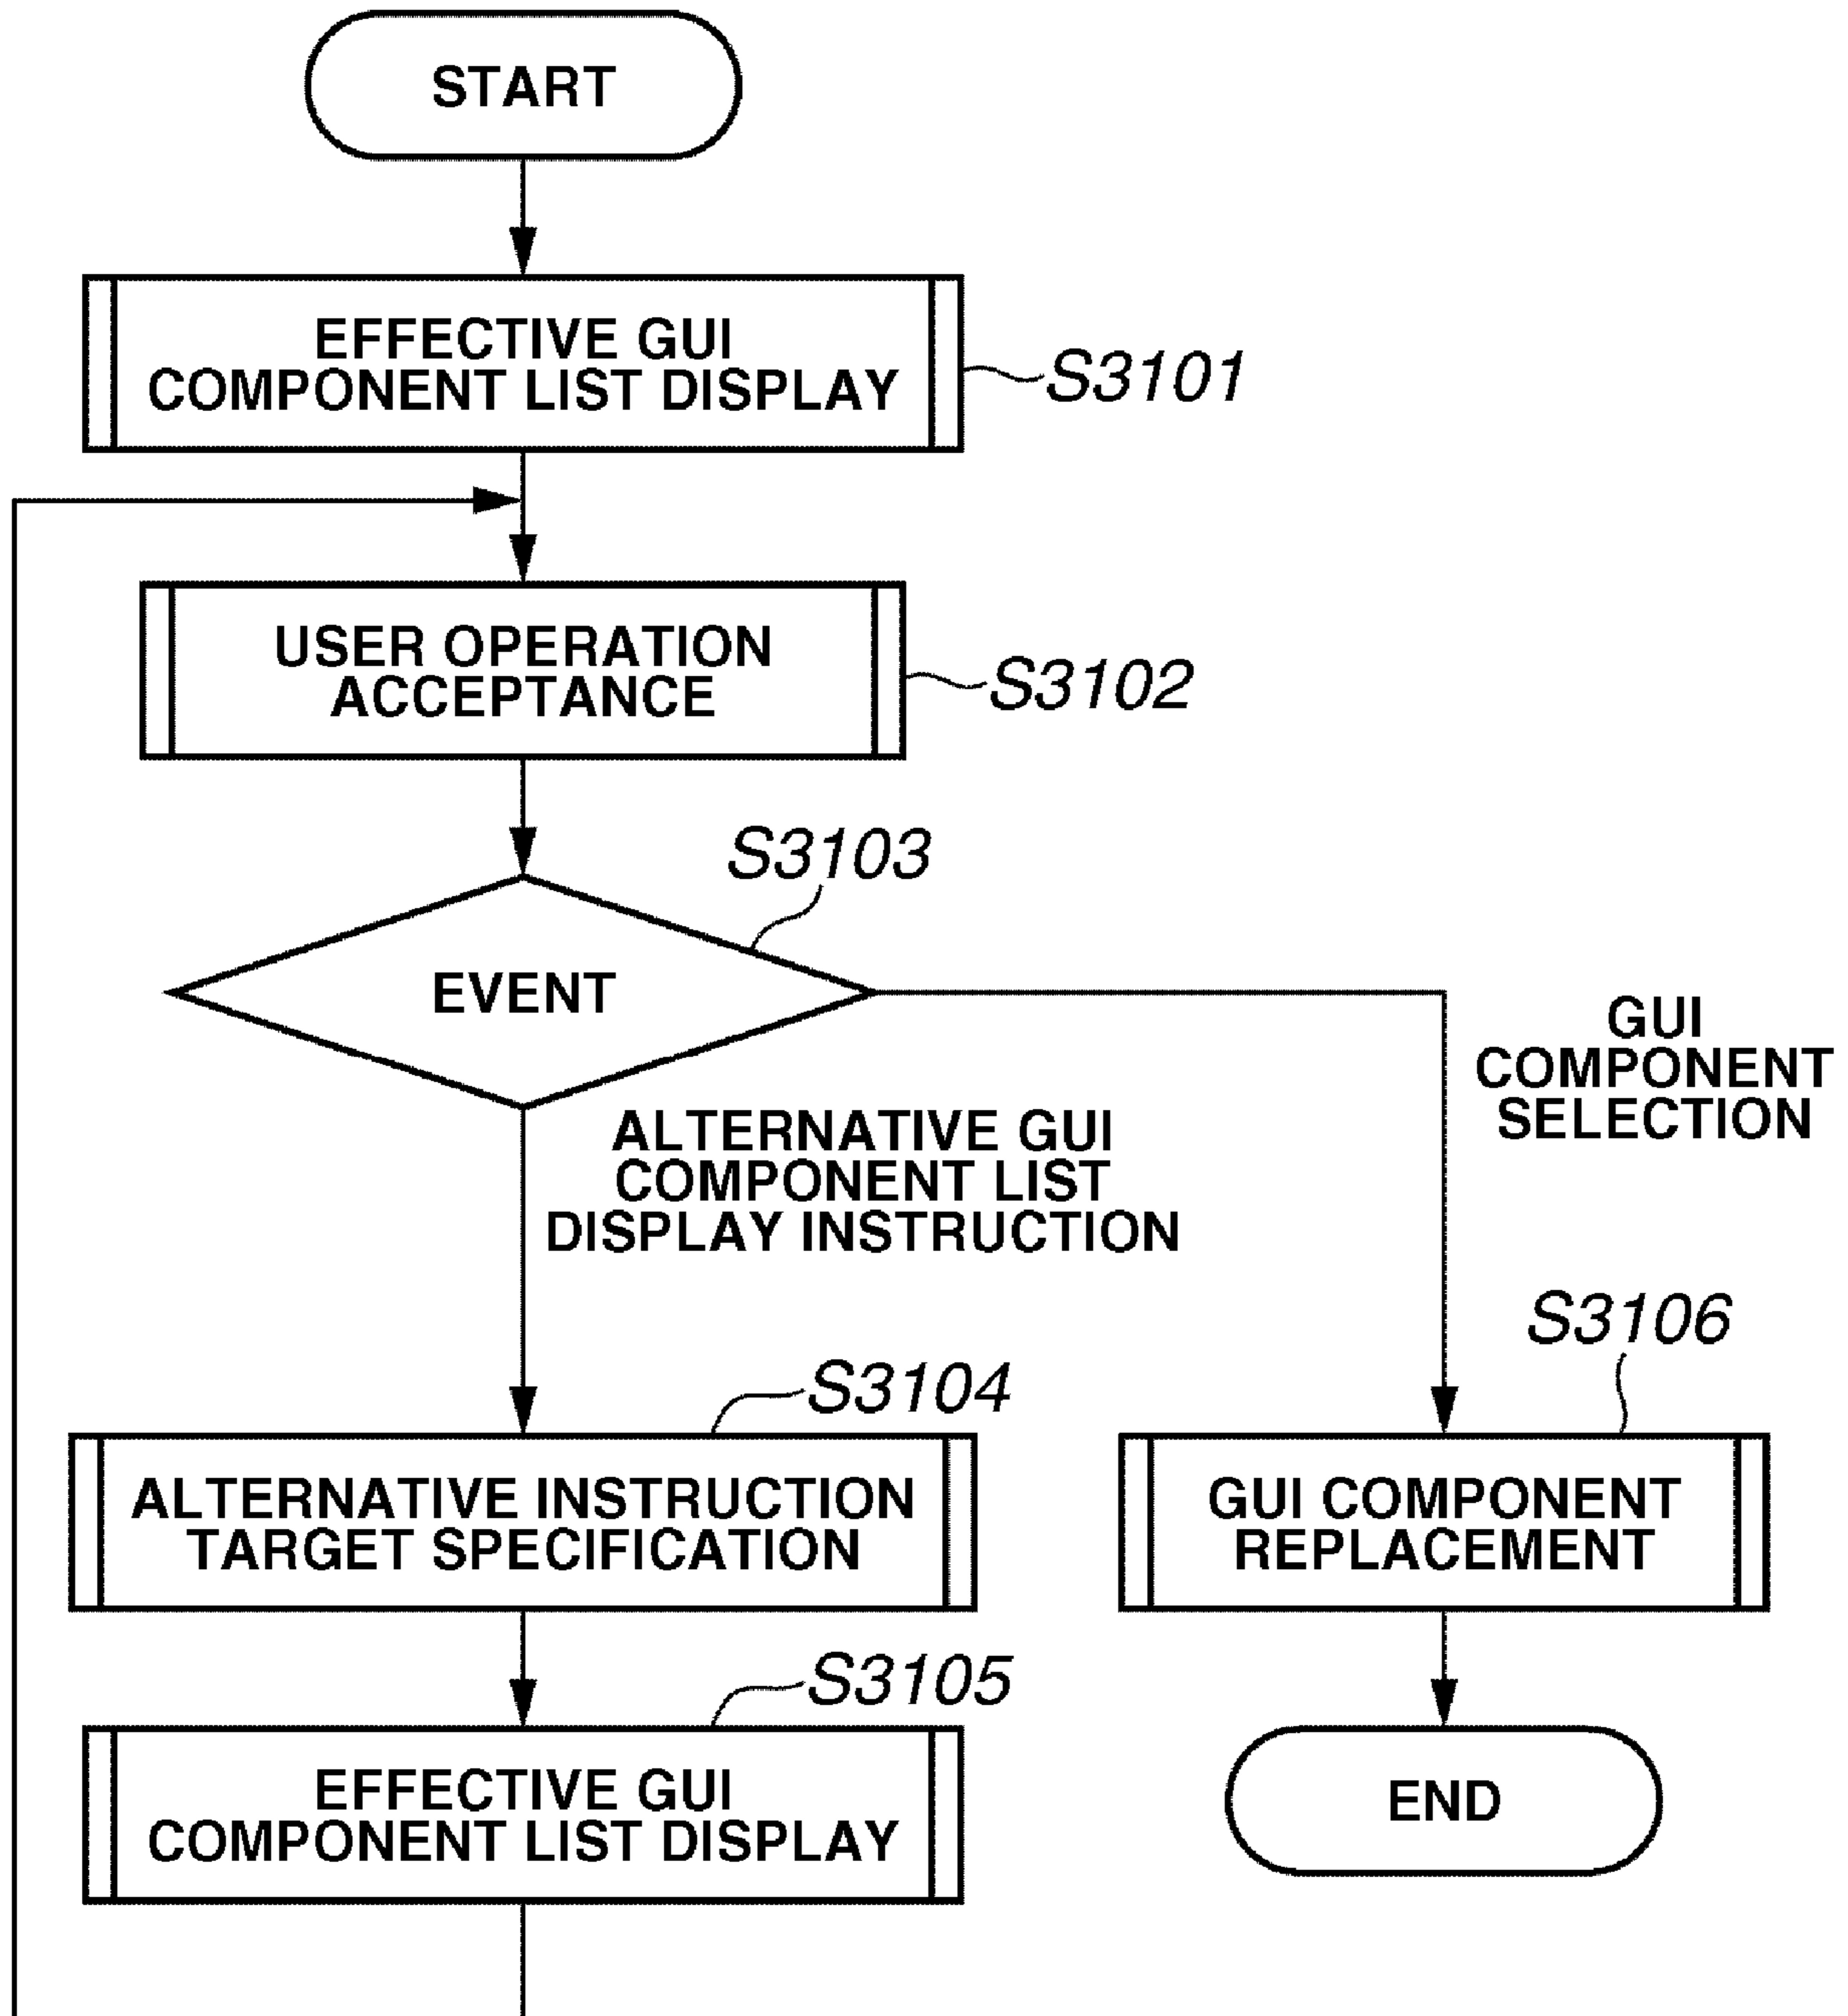 START
EFFECTIVE GUI
COMPONENT LIST DISPLAY
S3101
USER OPERATION
ACCEPTANCE
S3102
S3103
EVENT
GUI
COMPONENT
SELECTION
ALTERNATIVE GUI
COMPONENT LIST
DISPLAY INSTRUCTION
S3104
ALTERNATIVE INSTRUCTION
TARGET SPECIFICATION
S3106
GUI COMPONENT
REPLACEMENT
S3105
EFFECTIVE GUI
COMPONENT LIST DISPLAY
END